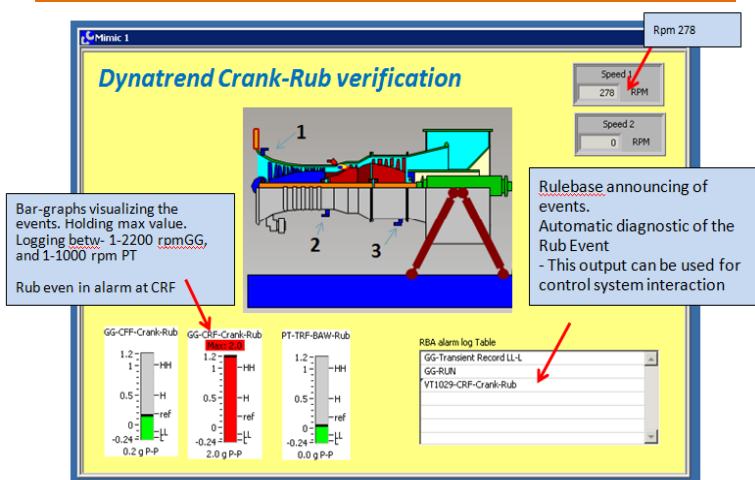 Mimic 1
Rpm 278
Dynatrend Crank-Rub verification
Speed 1
278 RPM
Speed 2
0 RPM
1
2
3
Bar-graphs visualizing the
events. Holding max value.
Logging betw- 1-2200 rpmGG,
and 1-1000 rpm PT
Rub even in alarm at CRF
Rulebase announcing of
events.
Automatic diagnostic of the
Rub Event
- This output can be used for
control system interaction
GG-CFF-Crank-Rub
1.2
1
HH
0.5
H
ref
0
LL
L
-0.24
0.2 g P-P
GG-CRF-Crank-Rub
Max: 2.0
1.2
1
HH
0.5
H
ref
0
LL
L
-0.24
2.0 g P-P
PT-TRF-BAW-Rub
1.2
1
HH
0.5
H
ref
0
LL
L
-0.24
0.0 g P-P
RBA alarm log Table
GG-Transient Record LL-L
GG-RUN
VT1029-CRF-Crank-Rub